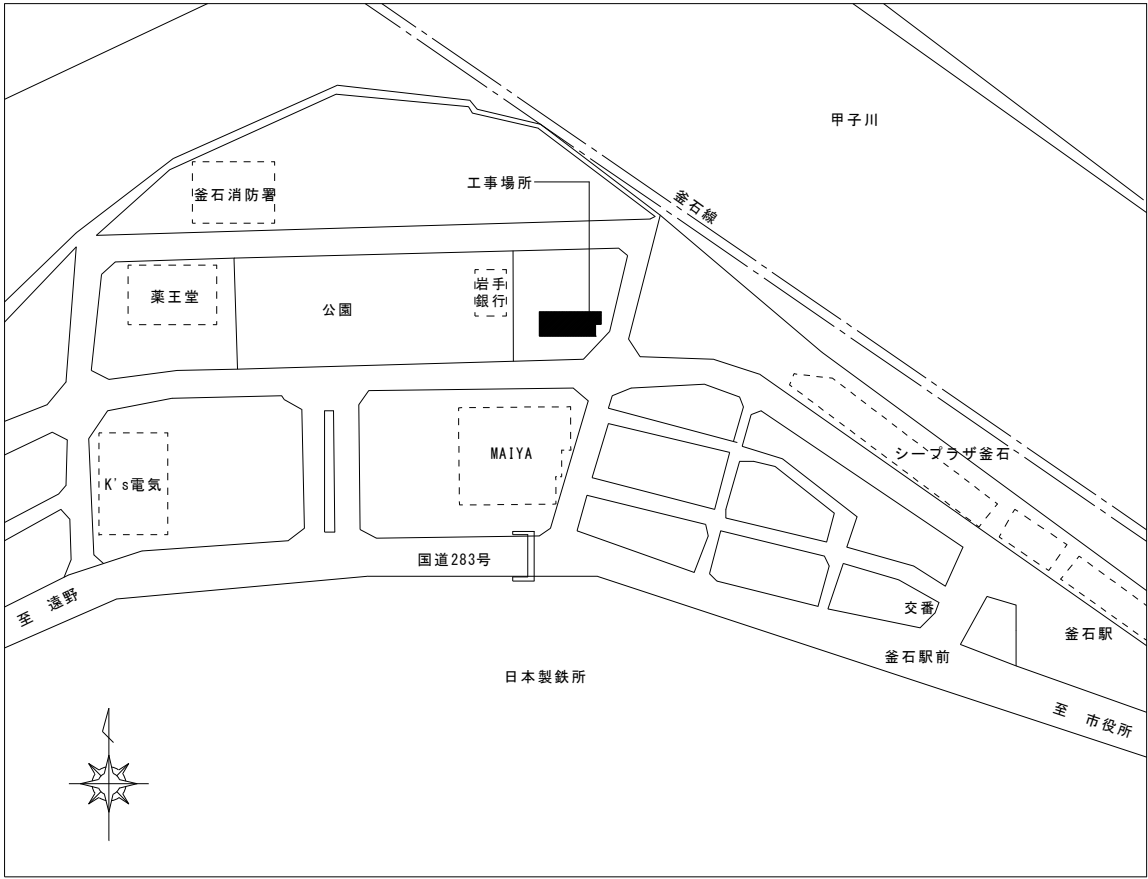 甲子川
工事場所
釜石消防署
釜石線
岩手
銀行
薬王堂
公園
シープラザ釜石
MAIYA
K's電気
国道283号
至 遠野
交番
釜石駅
釜石駅前
日本製鉄所
至 市役所